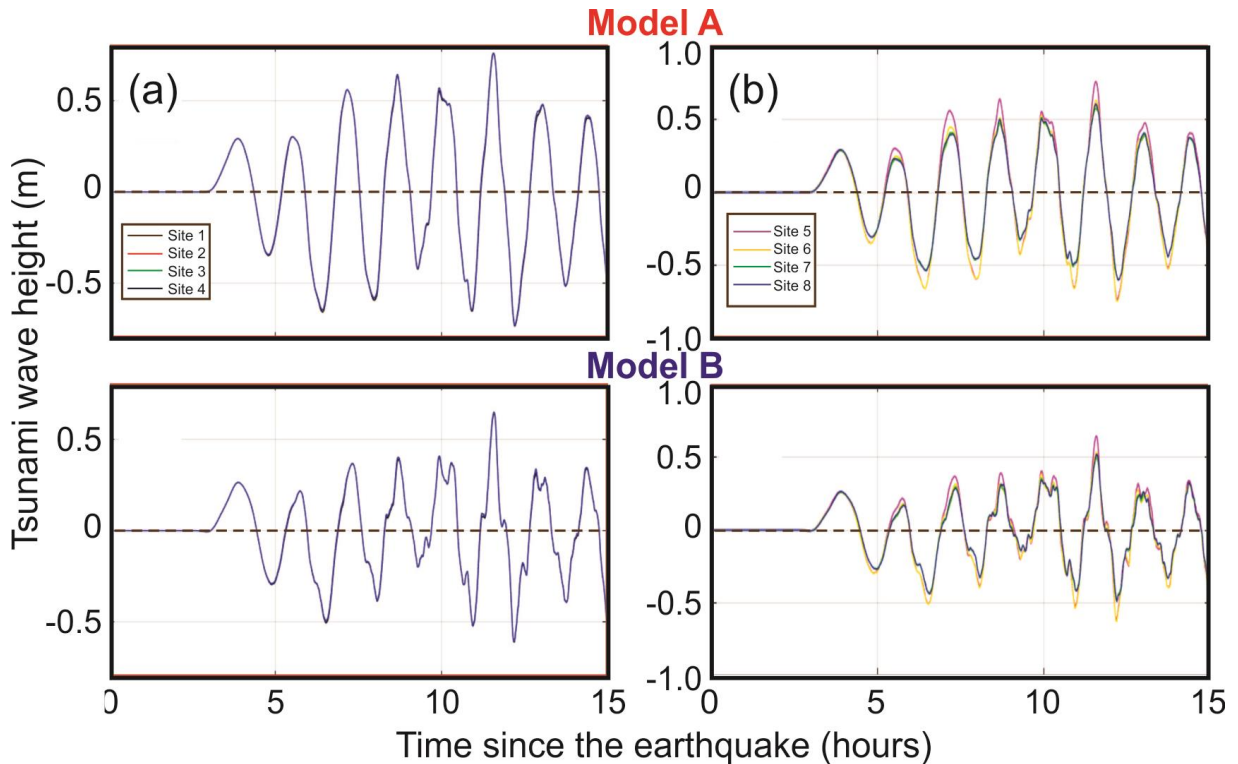 Model A
(a)
(b)
0.5
0
-0.5
Site 1
Site 2
Site 3
Site 4
1.0
0.5
0
-0.5
-1.0
Site 5
Site 6
Site 7
Site 8
Tsunami wave height (m)
Model B
0.5
0
-0.5
1.0
0.5
0
-0.5
-1.0
0 5 10 15
0 5 10 15
Time since the earthquake (hours)